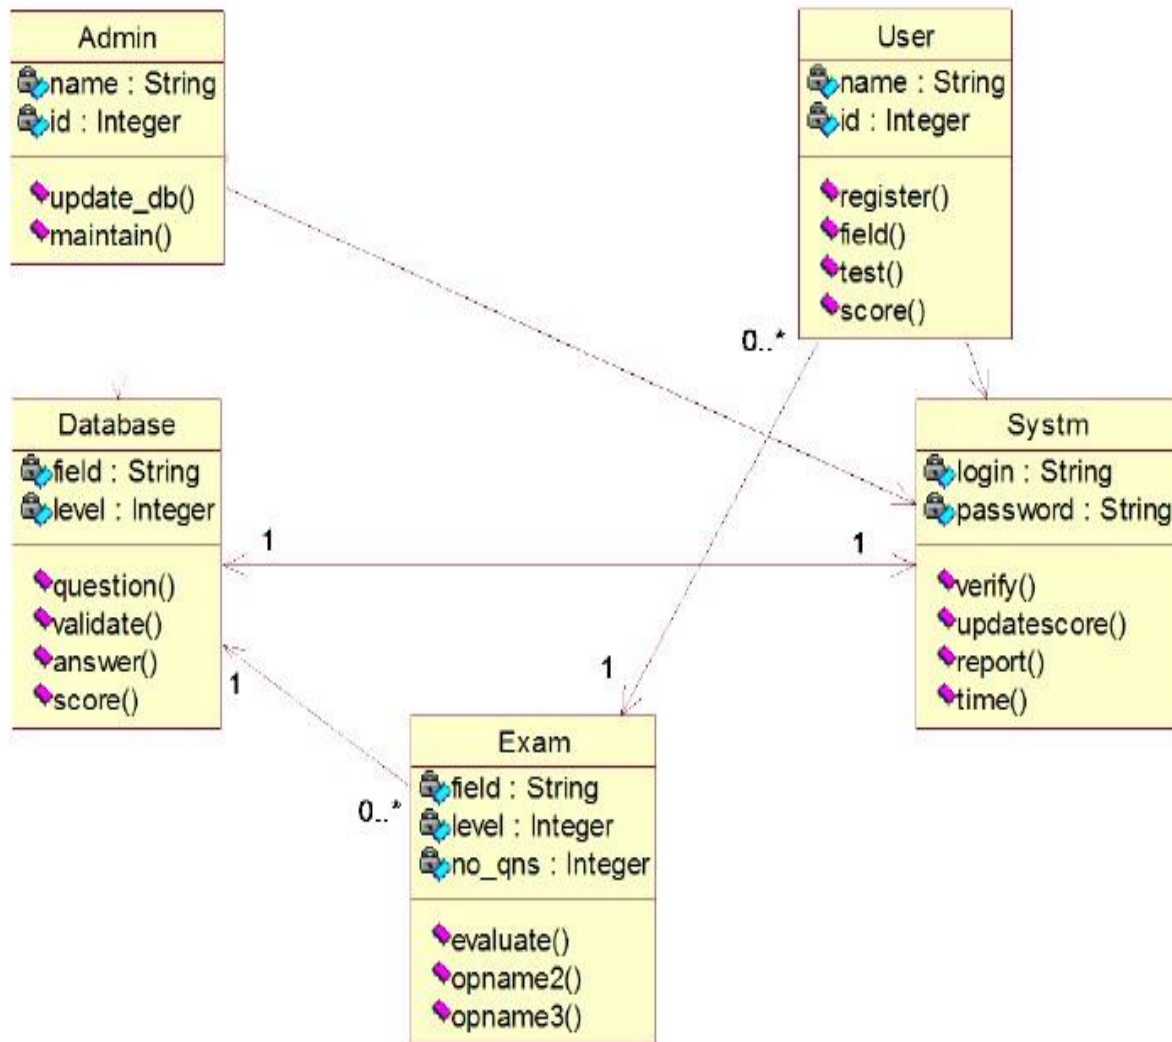 Admin
name : String
id : Integer
update_db()
maintain()
User
name : String
id : Integer
register()
field()
test()
score()
0..*
Database
field : String
level : Integer
question()
validate()
answer()
score()
1
1
Systm
login : String
password : String
verify()
updatescore()
report()
time()
1
1
0..*
Exam
field : String
level : Integer
no_qns : Integer
evaluate()
opname2()
opname3()